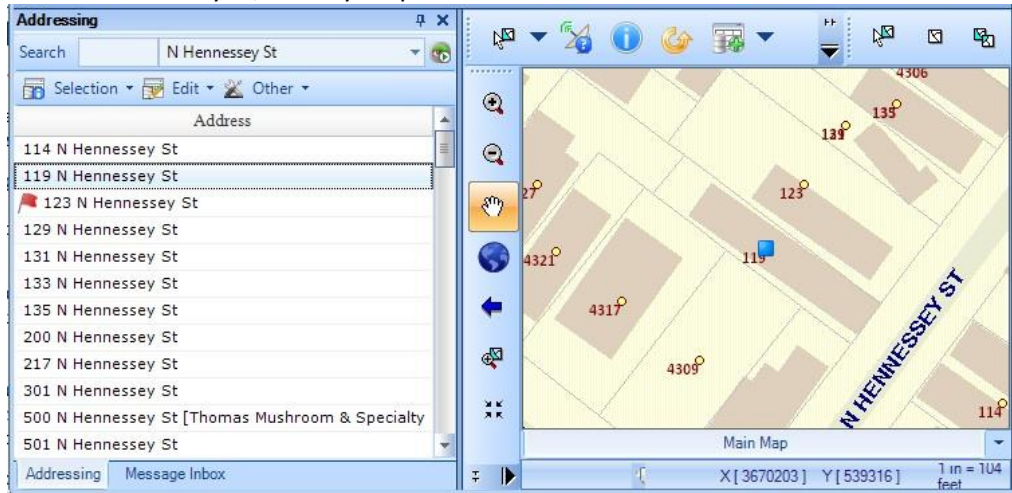 Addressing
Search N Hennessey St
Selection Edit Other
Address
114 N Hennessey St
119 N Hennessey St
123 N Hennessey St
129 N Hennessey St
131 N Hennessey St
133 N Hennessey St
135 N Hennessey St
200 N Hennessey St
217 N Hennessey St
301 N Hennessey St
500 N Hennessey St [Thomas Mushroom & Specialty
501 N Hennessey St
Addressing Message Inbox
4306
135
123
27
119
4321
4317
4309
N HENNESSEY ST
114
Main Map
X [ 3670203 ] Y [ 539316 ] 1 in = 104
feet